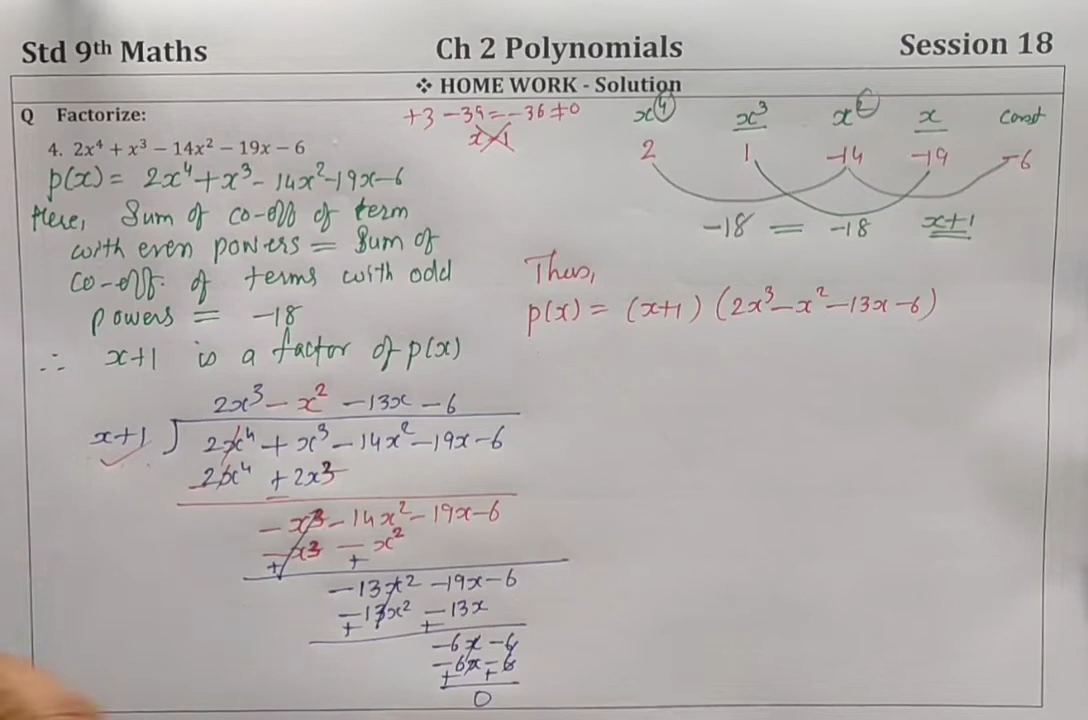 Std 9th Maths Ch 2 Polynomials Session 18
❖ HOME WORK - Solution
Q Factorize:
+3 −39 = −36 ≠ 0
x−1
x⁴ x³ x² x const
4. 2x⁴ + x³ − 14x² − 19x − 6
2 1 −14 −19 −6
p(x) = 2x⁴ + x³ − 14x² − 19x − 6
Here, Sum of co-eff of term
−18 = −18 x+1
with even powers = Sum of
co-eff. of terms with odd
powers = −18
∴ x+1 is a factor of p(x)
Thus,
p(x) = (x+1) (2x³ − x² − 13x − 6)
2x³ − x² − 13x − 6
x+1 ) 2x⁴ + x³ − 14x² − 19x − 6
2x⁴ + 2x³
− −
− x³ − 14x² − 19x − 6
− x³ − x²
+ +
−13x² − 19x − 6
−13x² − 13x
+ +
−6x − 6
−6x − 6
+ +
0